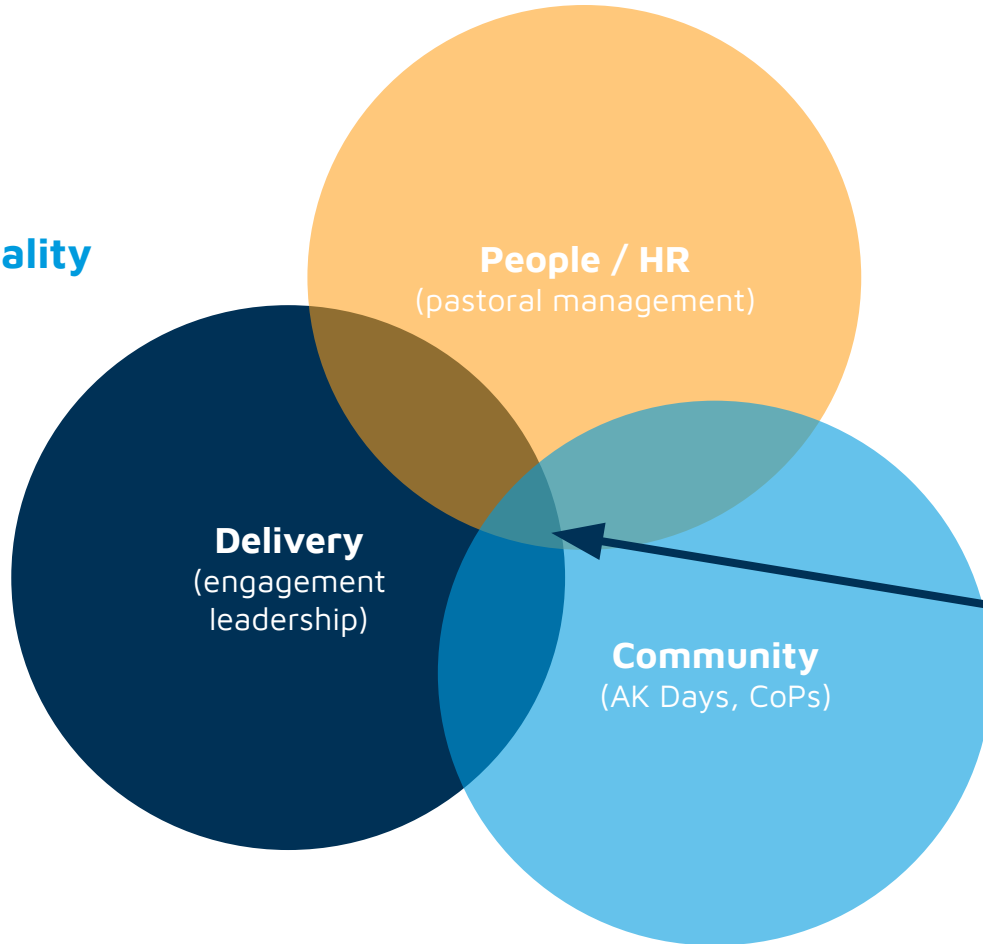 ality
People / HR
(pastoral management)
Delivery
(engagement
leadership)
Community
(AK Days, CoPs)